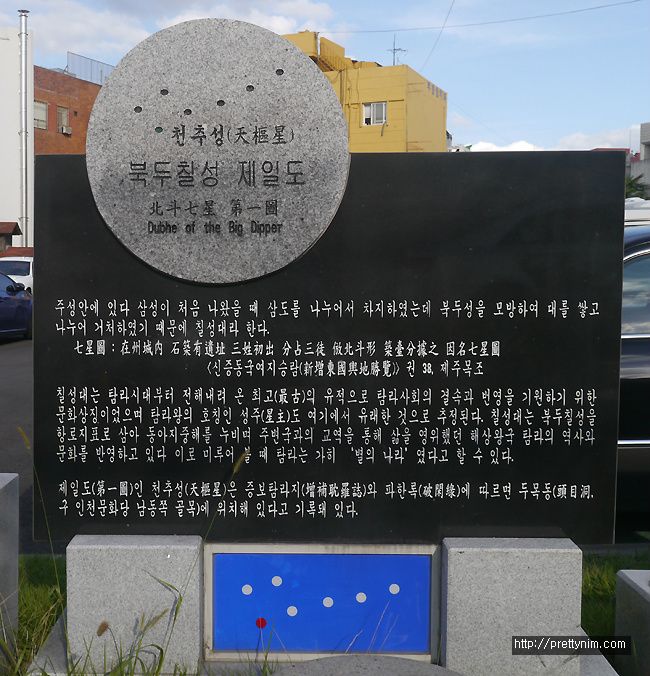 천추성(天樞星)
북두칠성 제일도
北斗七星 第一圖
Dubhe of the Big Dipper
주성안에 있다 삼성이 처음 나왔을 때 삼도를 나누어서 차지하였는데 북두성을 모방하여 대를 쌓고
나누어 거처하였기 때문에 칠성대라 한다.
七星圖 : 在州城內 石築有遺址 三姓初出 分占三徒 倣北斗形 築臺分據之 因名七星圖
<신증동국여지승람(新增東國輿地勝覽)> 권 38, 제주목조
칠성대는 탐라시대부터 전해내려 온 최고(最古)의 유적으로 탐라사회의 결속과 번영을 기원하기 위한
문화상징이었으며 탐라왕의 호칭인 성주(星主)도 여기에서 유래한 것으로 추정된다. 칠성대는 북두칠성을
항로지표로 삼아 동아지중해를 누비며 주변국과의 교역을 통해 삶을 영위했던 해상왕국 탐라의 역사와
문화를 반영하고 있다 이로 미루어 볼 때 탐라는 가히 '별의 나라' 였다고 할 수 있다.
제일도(第一圖)인 천추성(天樞星)은 증보탐라지(增補耽羅誌)와 파한록(破閑錄)에 따르면 두목동(頭目洞,
구 인천문화당 남동쪽 골목)에 위치해 있다고 기록돼 있다.
http://prettynim.com